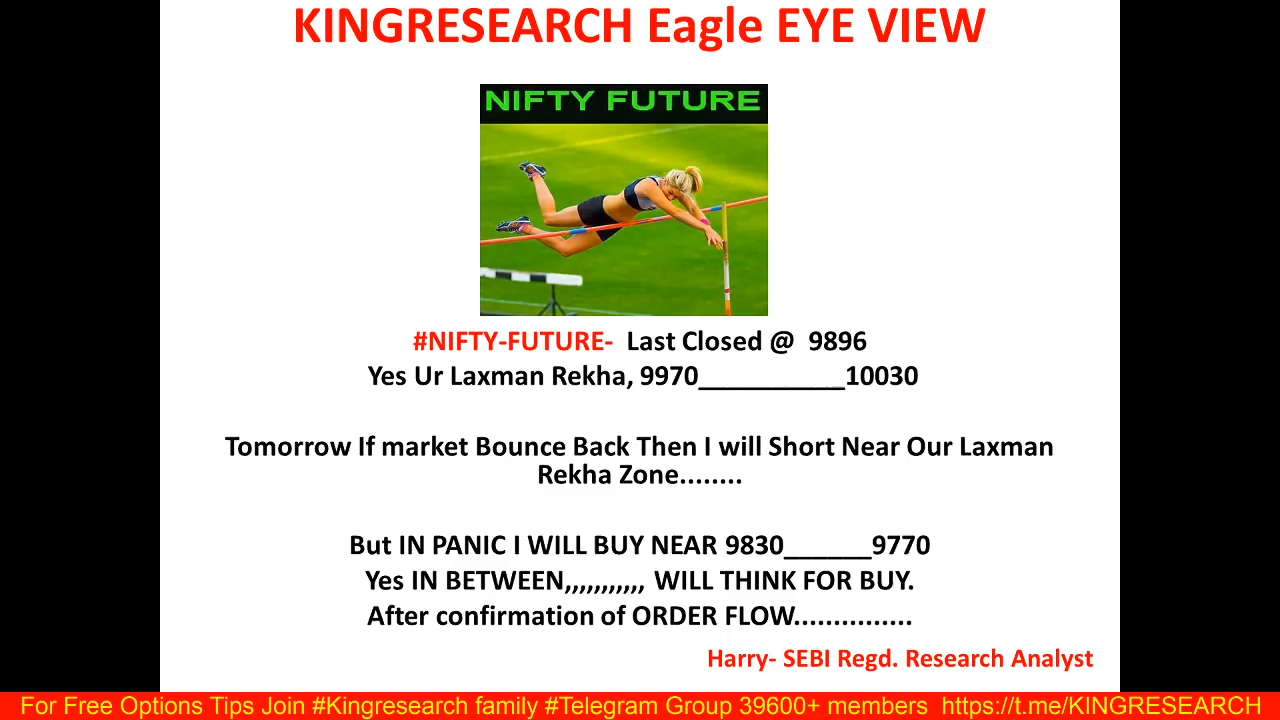 KINGRESEARCH Eagle EYE VIEW
NIFTY FUTURE
#NIFTY-FUTURE- Last Closed @ 9896
Yes Ur Laxman Rekha, 9970__________10030
Tomorrow If market Bounce Back Then I will Short Near Our Laxman
Rekha Zone........
But IN PANIC I WILL BUY NEAR 9830______9770
Yes IN BETWEEN,,,,,,,,,,, WILL THINK FOR BUY.
After confirmation of ORDER FLOW...............
Harry- SEBI Regd. Research Analyst
For Free Options Tips Join #Kingresearch family #Telegram Group 39600+ members https://t.me/KINGRESEARCH